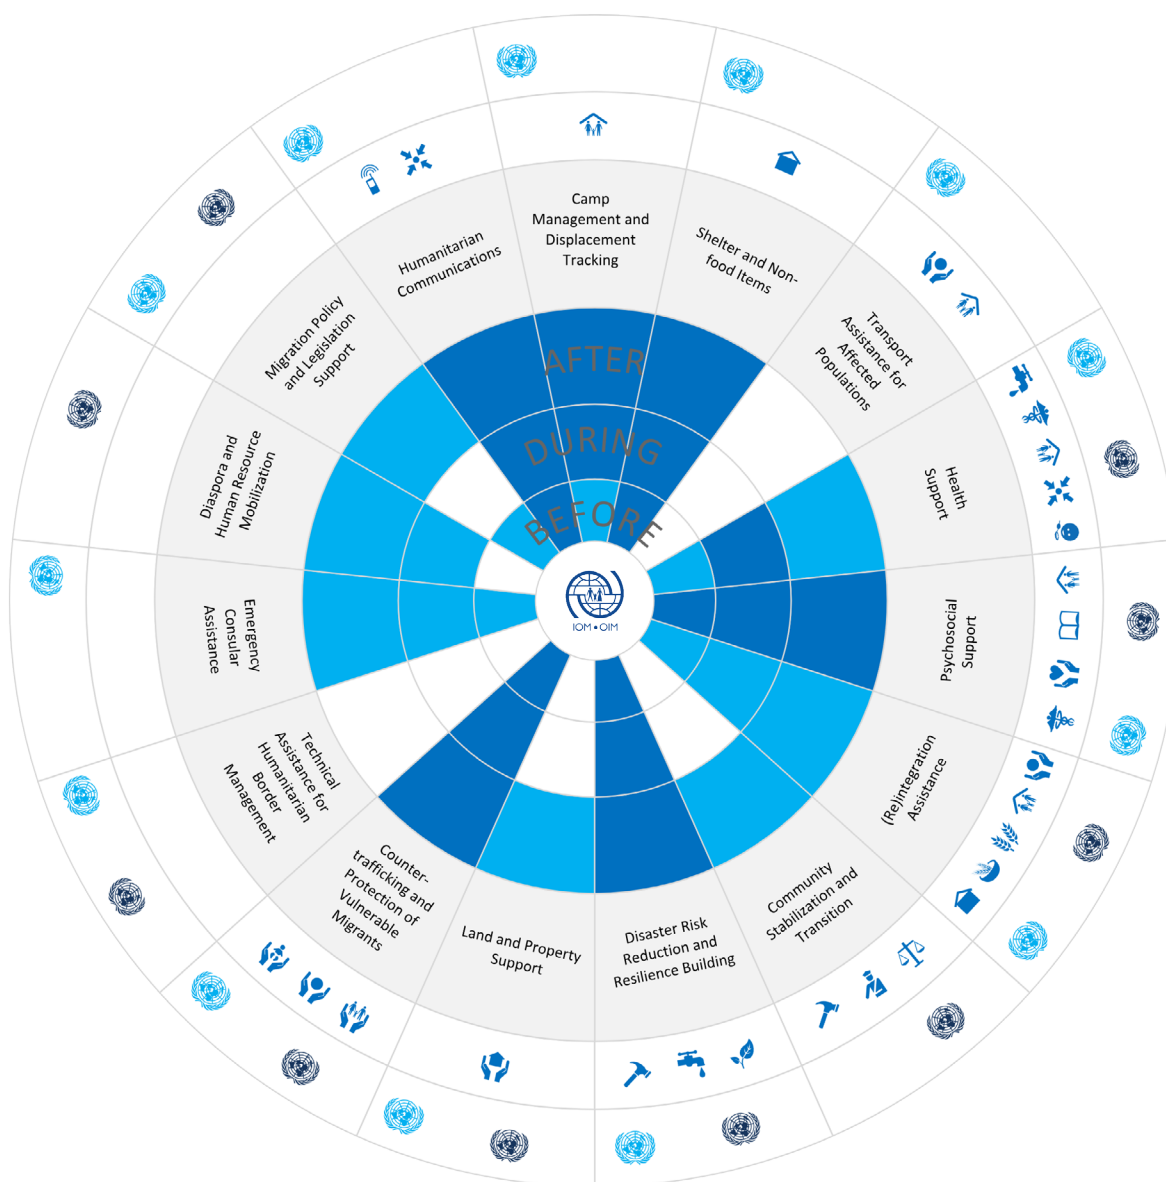 Camp
Management and
Displacement
Tracking
Shelter and Non-
food Items
Transport
Assistance for
Affected
Populations
Health
Support
Psychosocial
Support
(Re)integration
Assistance
Community
Stabilization and
Transition
Disaster Risk
Reduction and
Resilience Building
Land and Property
Support
Counter-
trafficking and
Protection of
Vulnerable
Migrants
Technical
Assistance for
Humanitarian
Border
Management
Emergency
Consular
Assistance
Diaspora and
Human Resource
Mobilization
Migration Policy
and Legislation
Support
Humanitarian
Communications
AFTER
DURING
BEFORE
IOM • OIM